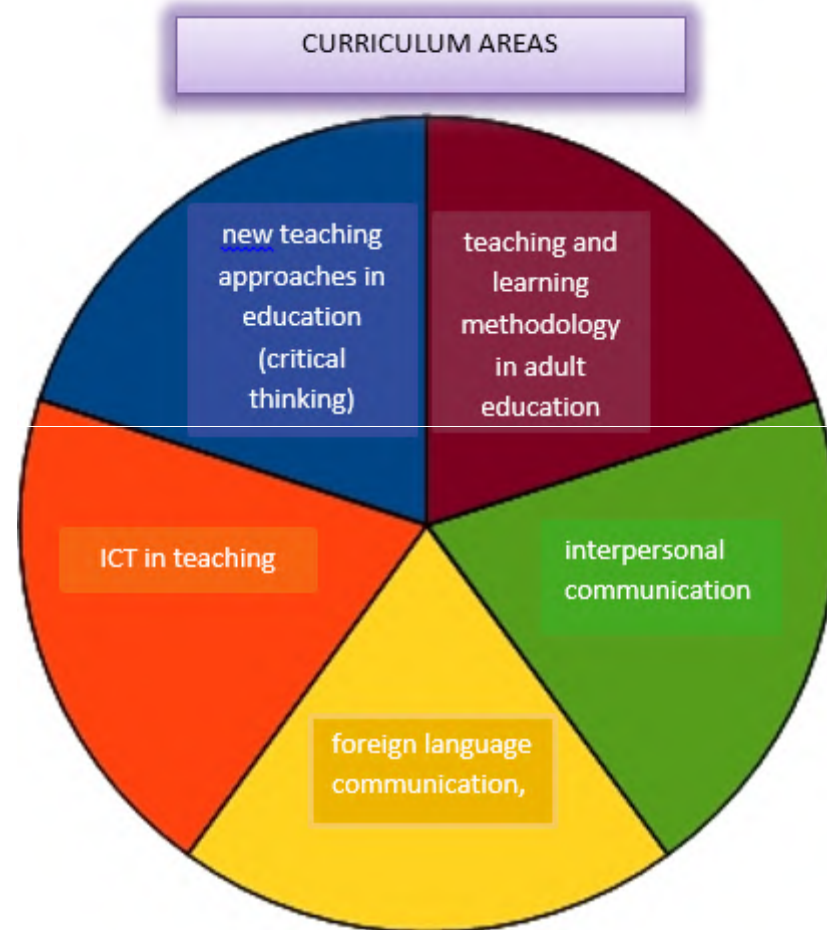 CURRICULUM AREAS
new teaching
approaches in
education
(critical
thinking)
teaching and
learning
methodology
in adult
education
ICT in teaching
interpersonal
communication
foreign language
communication,